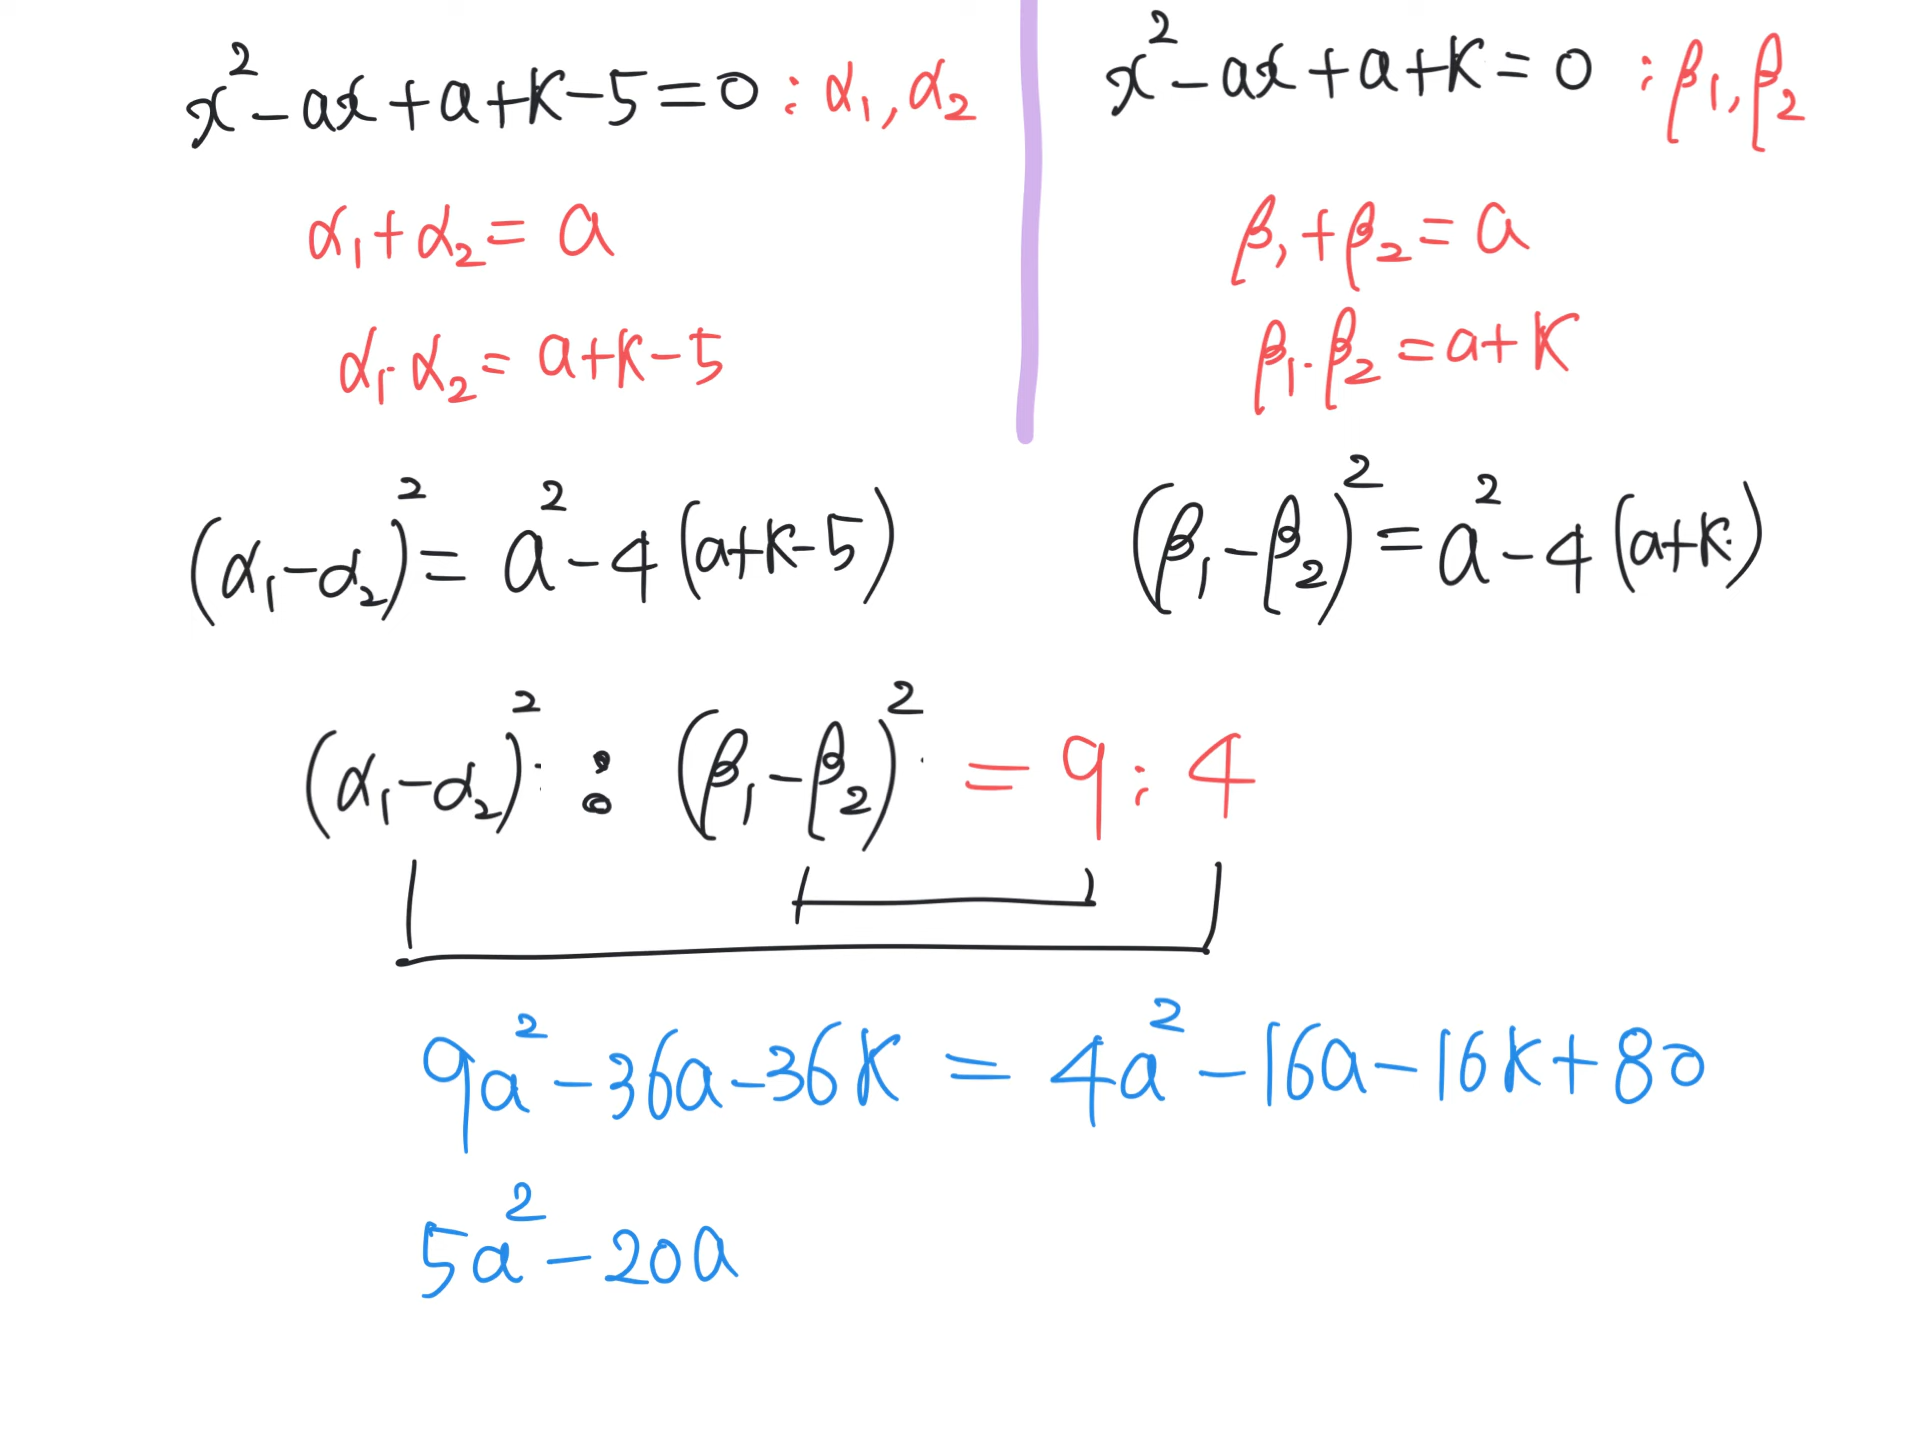 x² - ax + a + k - 5 = 0 : α₁, α₂
α₁ + α₂ = a
α₁ · α₂ = a + k - 5
x² - ax + a + k = 0 : β₁, β₂
β₁ + β₂ = a
β₁ · β₂ = a + k
(α₁ - α₂)² = a² - 4(a + k - 5)
(β₁ - β₂)² = a² - 4(a + k)
(α₁ - α₂)² : (β₁ - β₂)² = 9 : 4
9a² - 36a - 36k = 4a² - 16a - 16k + 80
5a² - 20a